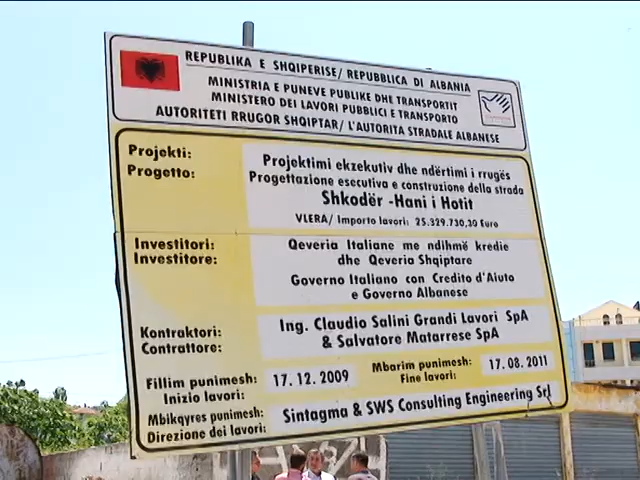 REPUBLIKA E SHQIPERISE/ REPUBBLICA DI ALBANIA
MINISTRIA E PUNEVE PUBLIKE DHE TRANSPORTIT
MINISTERO DEI LAVORI PUBBLICI E TRANSPORTO
AUTORITETI RRUGOR SHQIPTAR/ L'AUTORITA STRADALE ALBANESE
Projekti:
Progetto:
Projektimi ekzekutiv dhe ndërtimi i rrugës
Progettazione esecutiva e construzione della strada
Shkodër -Hani i Hotit
VLERA/ Importo lavori: 25.329.730,30 Euro
Investitori:
Investitore:
Qeveria Italiane me ndihmë kredie
dhe Qeveria Shqiptare
Governo Italiano con Credito d'Aiuto
e Governo Albanese
Kontraktori:
Contrattore:
Ing. Claudio Salini Grandi Lavori SpA
& Salvatore Matarrese SpA
Fillim punimesh:
Inizio lavori:
17.12.2009
Mbarim punimesh:
Fine lavori:
17.08.2011
Mbikqyres punimesh:
Direzione dei lavori:
Sintagma & SWS Consulting Engineering Srl